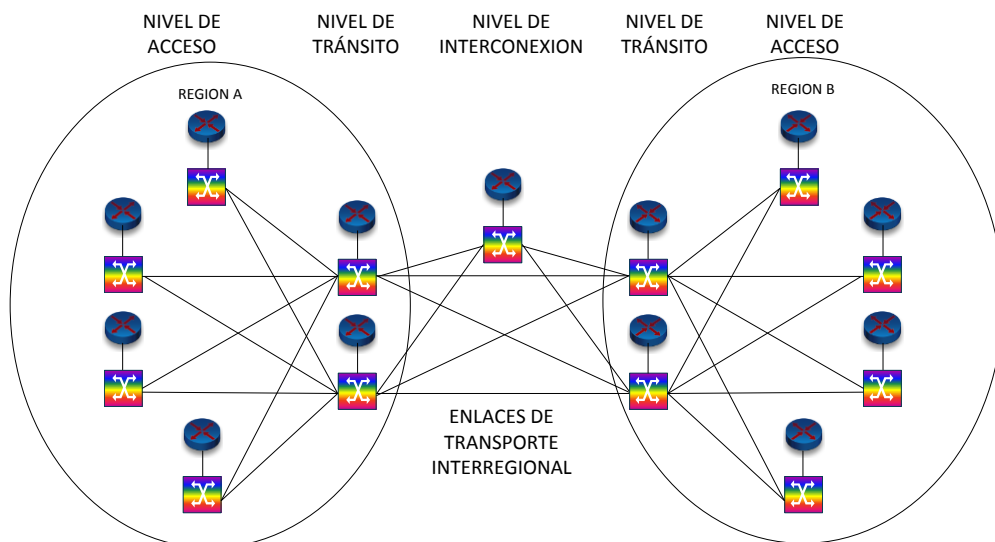 NIVEL DE
ACCESO
NIVEL DE
TRÁNSITO
NIVEL DE
INTERCONEXION
NIVEL DE
TRÁNSITO
NIVEL DE
ACCESO
REGION A
REGION B
ENLACES DE
TRANSPORTE
INTERREGIONAL